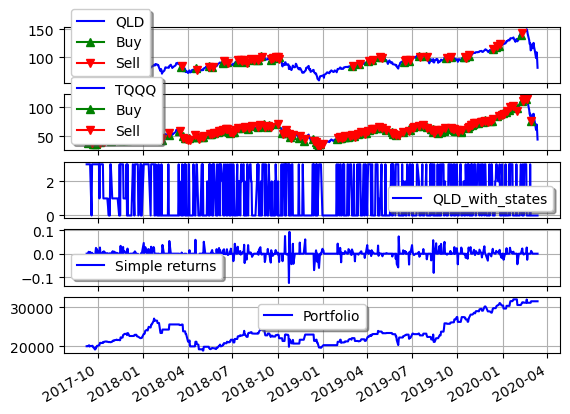 150
100
QLD
Buy
Sell
100
50
TQQQ
Buy
Sell
2
0
QLD_with_states
0.1
0.0
−0.1
Simple returns
30000
20000
Portfolio
2017-10
2018-01
2018-04
2018-07
2018-10
2019-01
2019-04
2019-07
2019-10
2020-01
2020-04